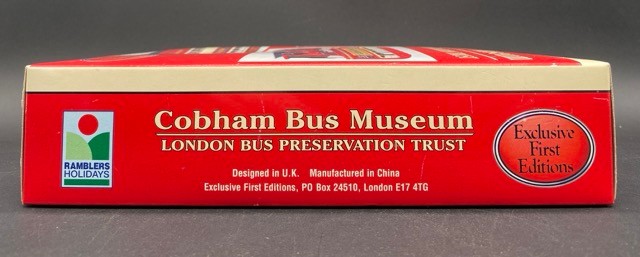 Cobham Bus Museum
LONDON BUS PRESERVATION TRUST
RAMBLERS
HOLIDAYS
Designed in U.K. Manufactured in China
Exclusive First Editions, PO Box 24510, London E17 4TG
Exclusive
First
Editions